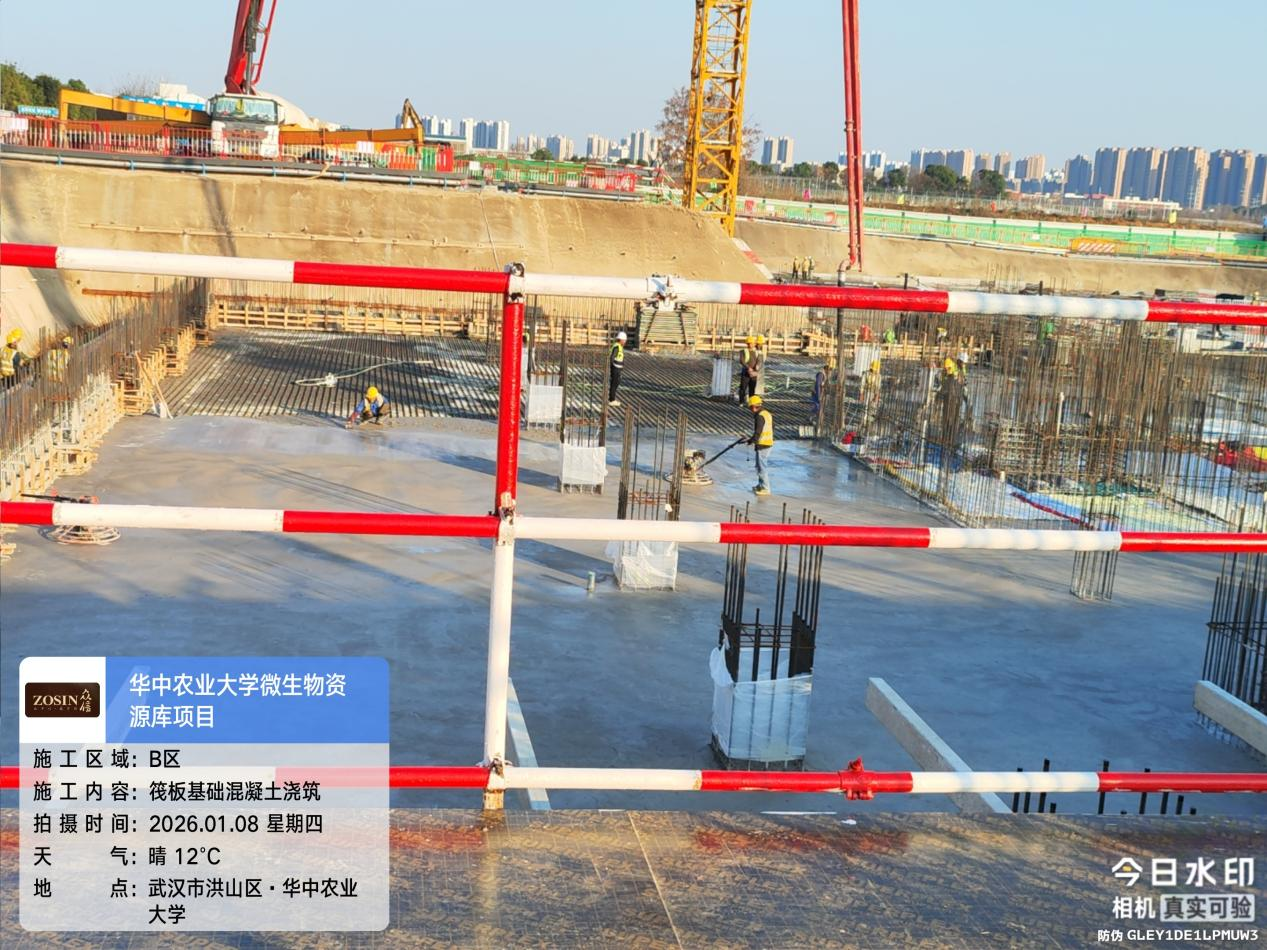 ZOSIN 众信
华中农业大学微生物资
源库项目
施工区域：B区
施工内容：筏板基础混凝土浇筑
拍摄时间：2026.01.08 星期四
天气：晴 12℃
地点：武汉市洪山区·华中农业
大学
今日水印
相机 真实可验
防伪 GLEY1DE1LPMUW3